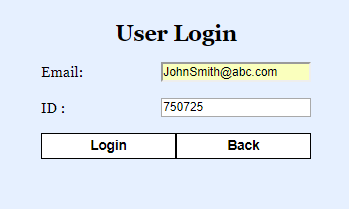 User Login
Email: JohnSmith@abc.com
ID : 750725
Login Back